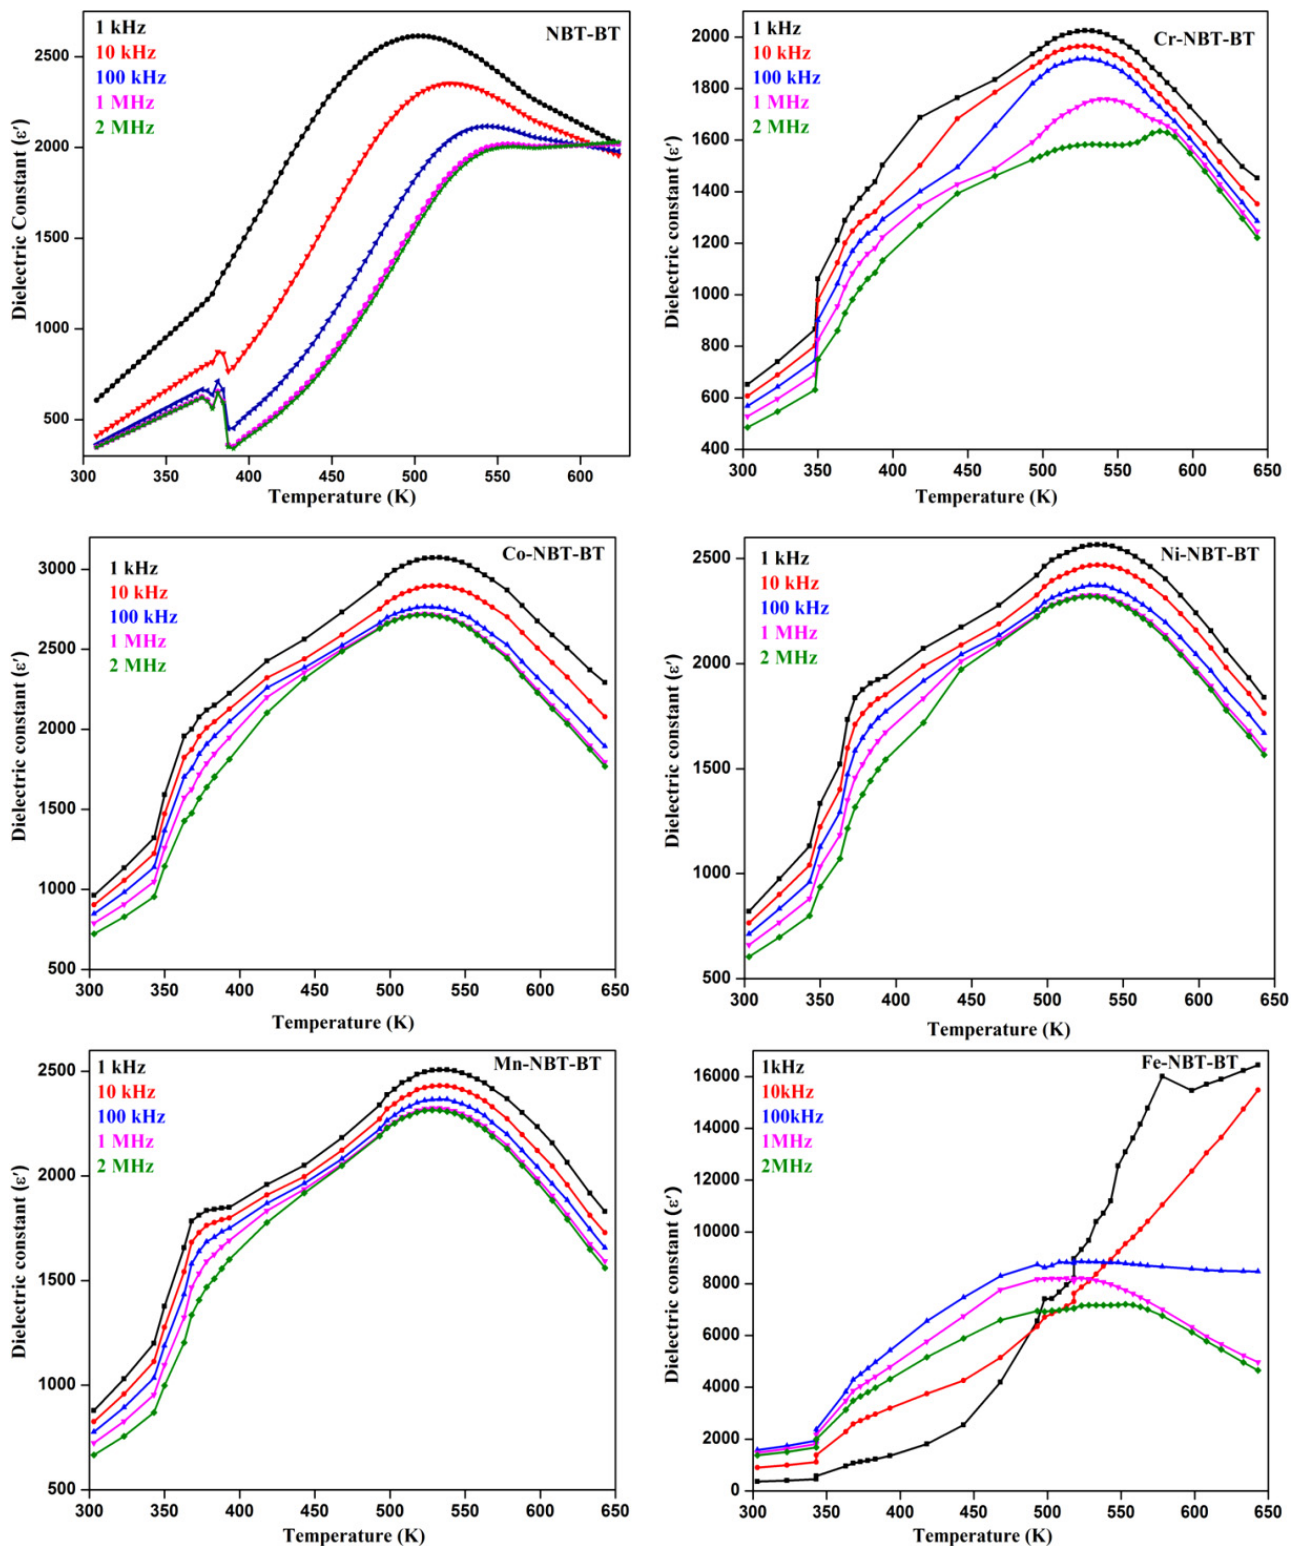 NBT-BT
1 kHz
10 kHz
100 kHz
1 MHz
2 MHz
2500
2000
1500
1000
500
300 350 400 450 500 550 600
Temperature (K)
Dielectric Constant (ε′)
Cr-NBT-BT
1 kHz
10 kHz
100 kHz
1 MHz
2 MHz
2000
1800
1600
1400
1200
1000
800
600
400
300 350 400 450 500 550 600 650
Temperature (K)
Dielectric constant (ε′)
Co-NBT-BT
1 kHz
10 kHz
100 kHz
1 MHz
2 MHz
3000
2500
2000
1500
1000
500
300 350 400 450 500 550 600 650
Temperature (K)
Dielectric constant (ε′)
Ni-NBT-BT
1 kHz
10 kHz
100 kHz
1 MHz
2 MHz
2500
2000
1500
1000
500
300 350 400 450 500 550 600 650
Temperature (K)
Dielectric constant (ε′)
Mn-NBT-BT
1 kHz
10 kHz
100 kHz
1 MHz
2 MHz
2500
2000
1500
1000
500
300 350 400 450 500 550 600 650
Temperature (K)
Dielectric constant (ε′)
Fe-NBT-BT
1kHz
10kHz
100kHz
1MHz
2MHz
16000
14000
12000
10000
8000
6000
4000
2000
0
300 350 400 450 500 550 600 650
Temperature (K)
Dielectric constant (ε′)